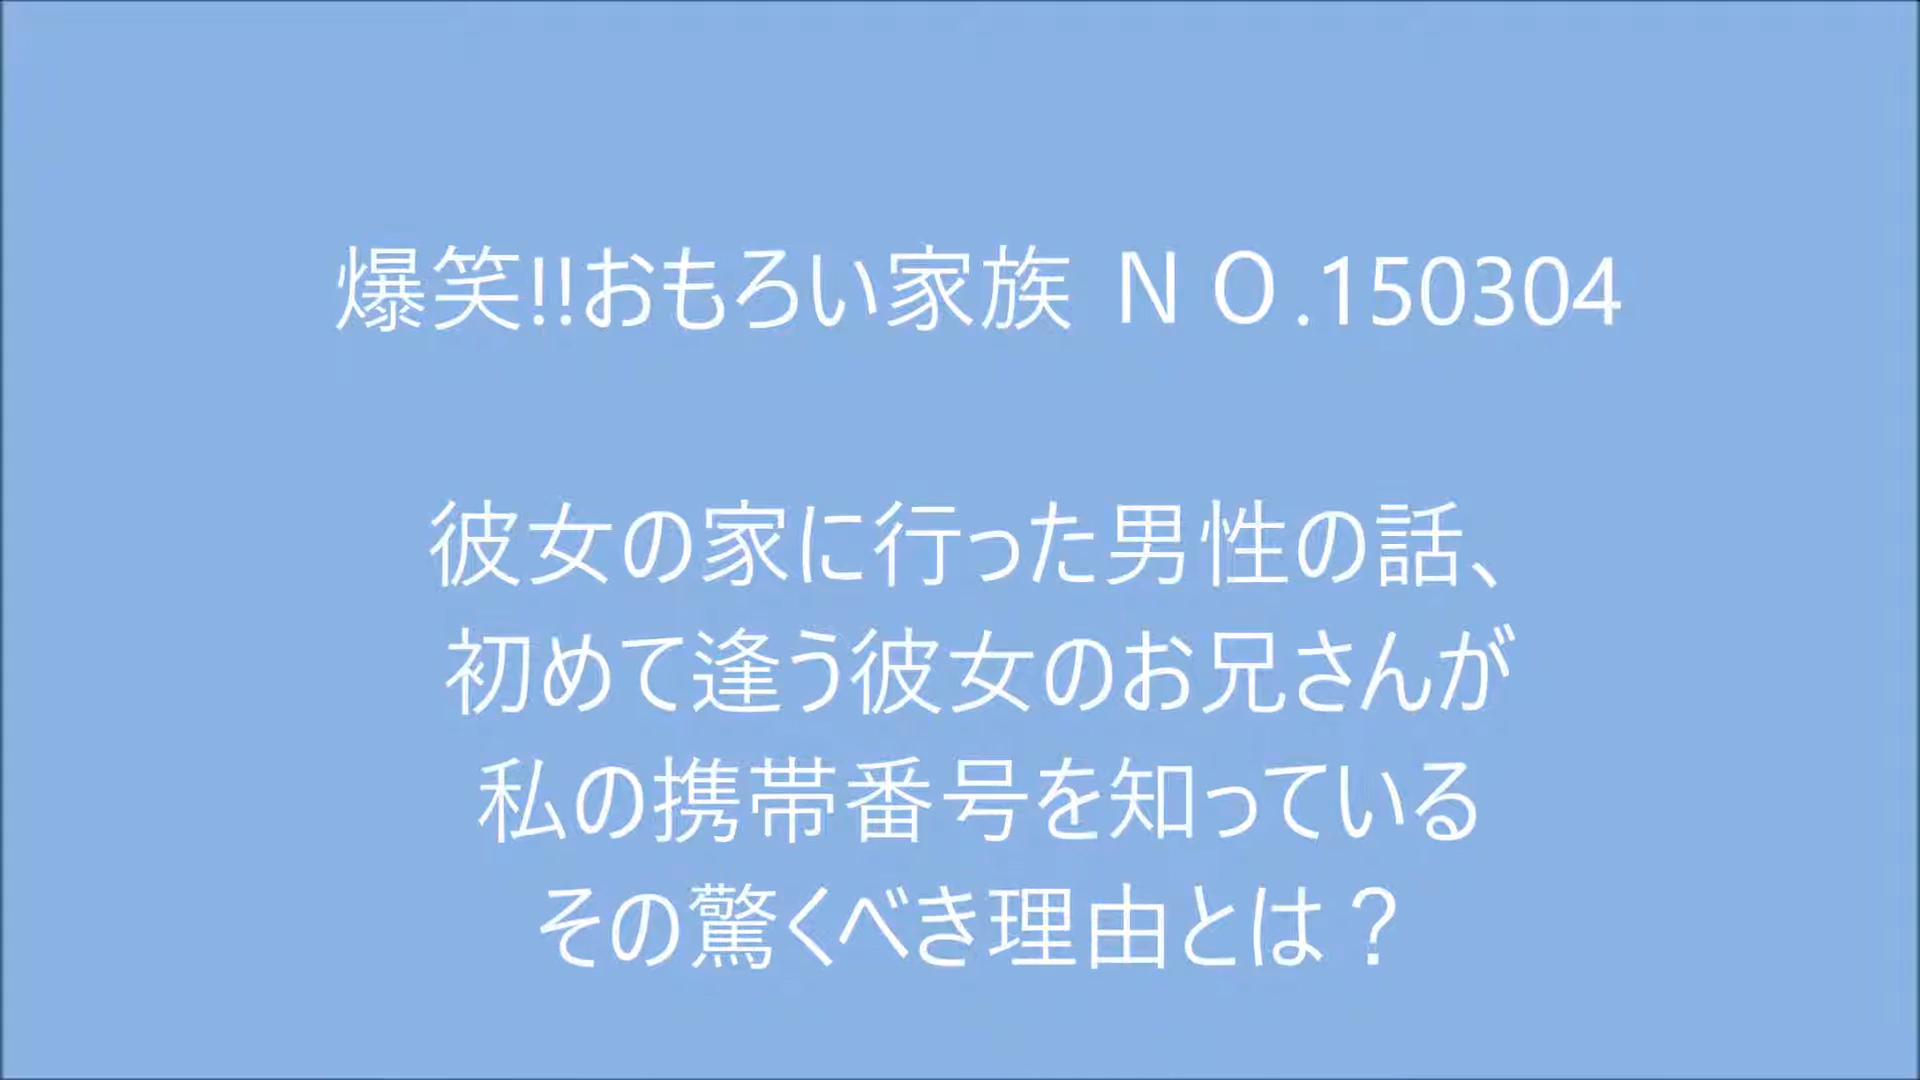 爆笑!!おもろい家族 ＮＯ.150304
彼女の家に行った男性の話、
初めて逢う彼女のお兄さんが
私の携帯番号を知っている
その驚くべき理由とは？